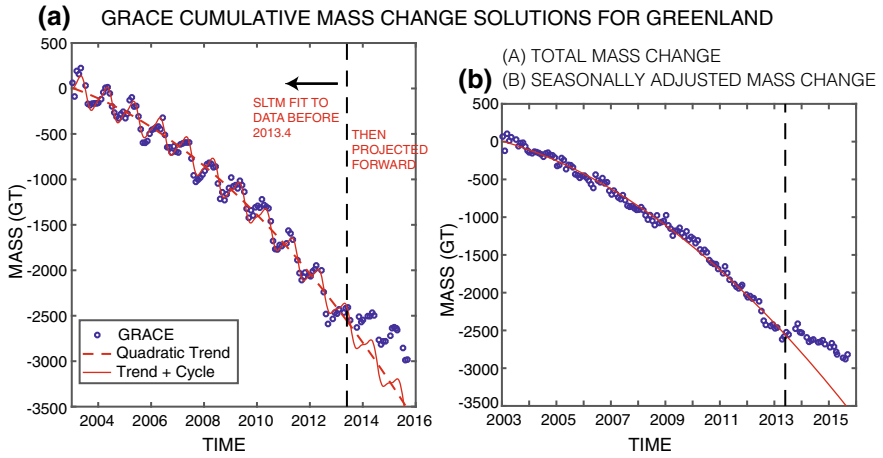 (a) GRACE CUMULATIVE MASS CHANGE SOLUTIONS FOR GREENLAND
(A) TOTAL MASS CHANGE
(B) SEASONALLY ADJUSTED MASS CHANGE
500
0
-500
-1000
-1500
-2000
-2500
-3000
-3500
MASS (GT)
SLTM FIT TO
DATA BEFORE
2013.4
THEN
PROJECTED
FORWARD
GRACE
Quadratic Trend
Trend + Cycle
2004 2006 2008 2010 2012 2014 2016
TIME
(b)
500
0
-500
-1000
-1500
-2000
-2500
-3000
-3500
MASS (GT)
2003 2005 2007 2009 2011 2013 2015
TIME